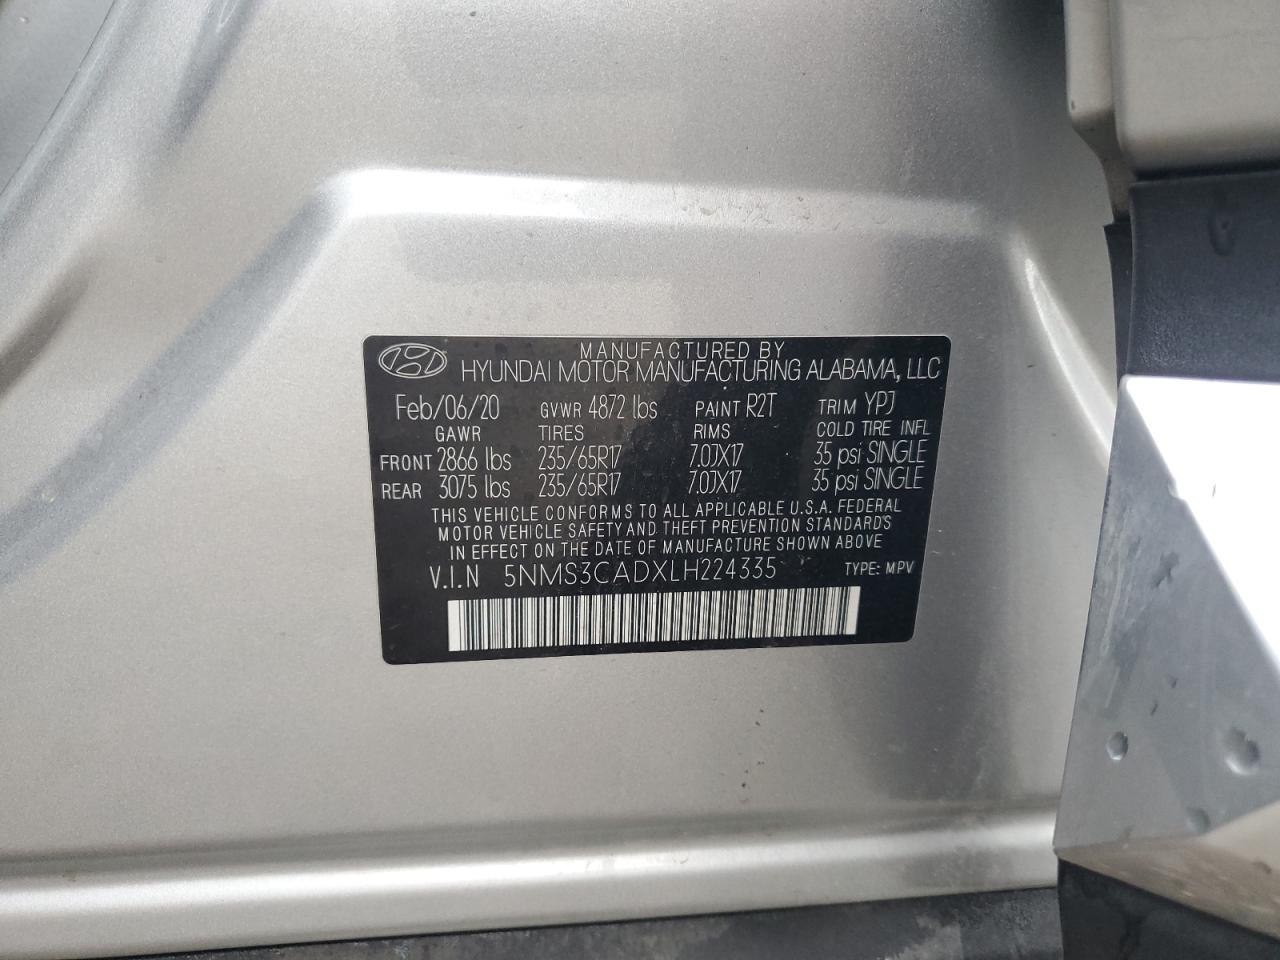 MANUFACTURED BY
HYUNDAI MOTOR MANUFACTURING ALABAMA, LLC
Feb/06/20 GVWR 4872 lbs PAINT R2T TRIM YPJ
GAWR TIRES RIMS COLD TIRE INFL
FRONT 2866 lbs 235/65R17 7.0JX17 35 psi SINGLE
REAR 3075 lbs 235/65R17 7.0JX17 35 psi SINGLE
THIS VEHICLE CONFORMS TO ALL APPLICABLE U.S.A. FEDERAL
MOTOR VEHICLE SAFETY AND THEFT PREVENTION STANDARDS
IN EFFECT ON THE DATE OF MANUFACTURE SHOWN ABOVE
V.I.N 5NMS3CADXLH224335 TYPE: MPV